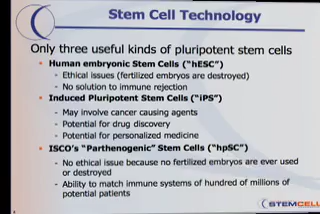 Stem Cell Technology
Only three useful kinds of pluripotent stem cells
• Human embryonic Stem Cells ("hESC")
- Ethical issues (fertilized embryos are destroyed)
- No solution to immune rejection
• Induced Pluripotent Stem Cells ("iPS")
- May involve cancer causing agents
- Potential for drug discovery
- Potential for personalized medicine
• ISCO's "Parthenogenic" Stem Cells ("hpSC")
- No ethical issue because no fertilized embryos are ever used
or destroyed
- Ability to match immune systems of hundred of millions of
potential patients
STEMCELL